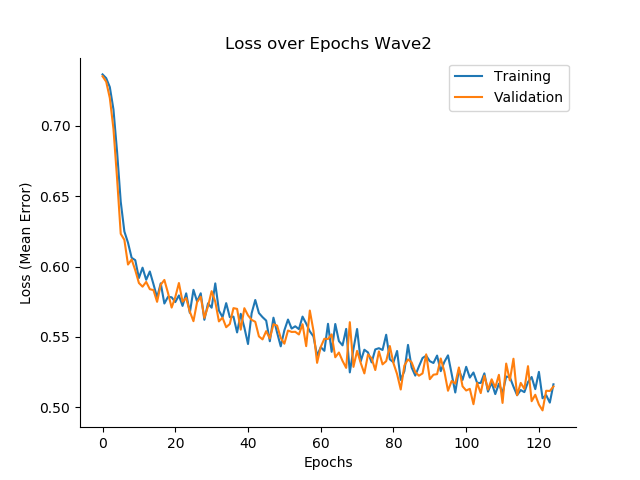 Loss over Epochs Wave2
Training
Validation
0.70
0.65
0.60
0.55
0.50
Loss (Mean Error)
0 20 40 60 80 100 120
Epochs